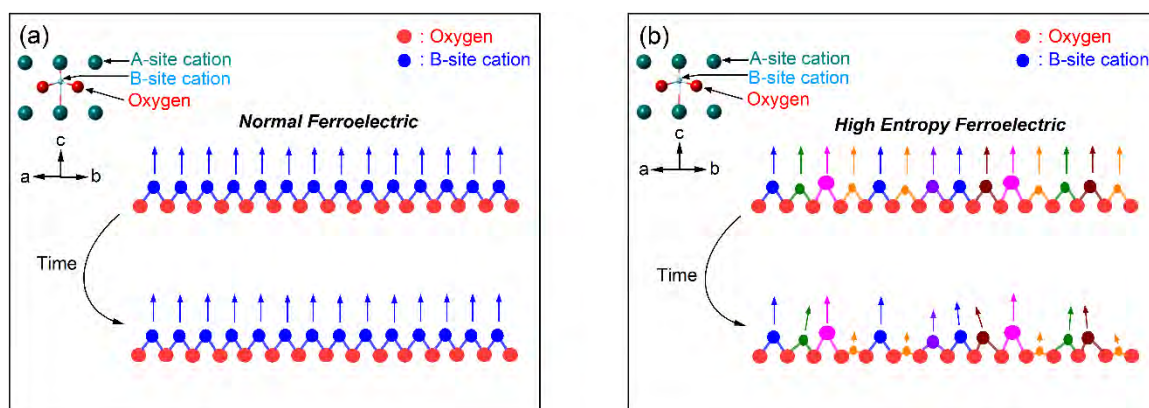 (a)
: Oxygen
A-site cation
: B-site cation
B-site cation
Oxygen
Normal Ferroelectric
c
a
b
Time
(b)
: Oxygen
A-site cation
: B-site cation
B-site cation
Oxygen
High Entropy Ferroelectric
c
a
b
Time